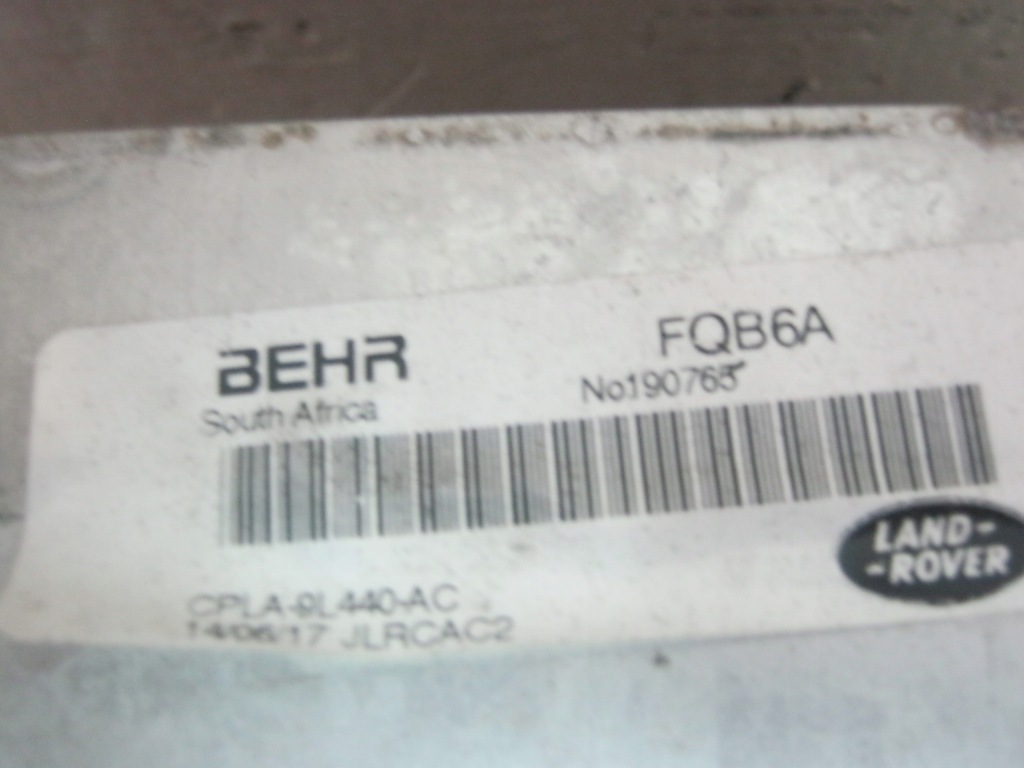 BEHR
FQB6A
South Africa
No190765
LAND-
-ROVER
CPLA-9L440-AC
14/06/17 JLRCAC2